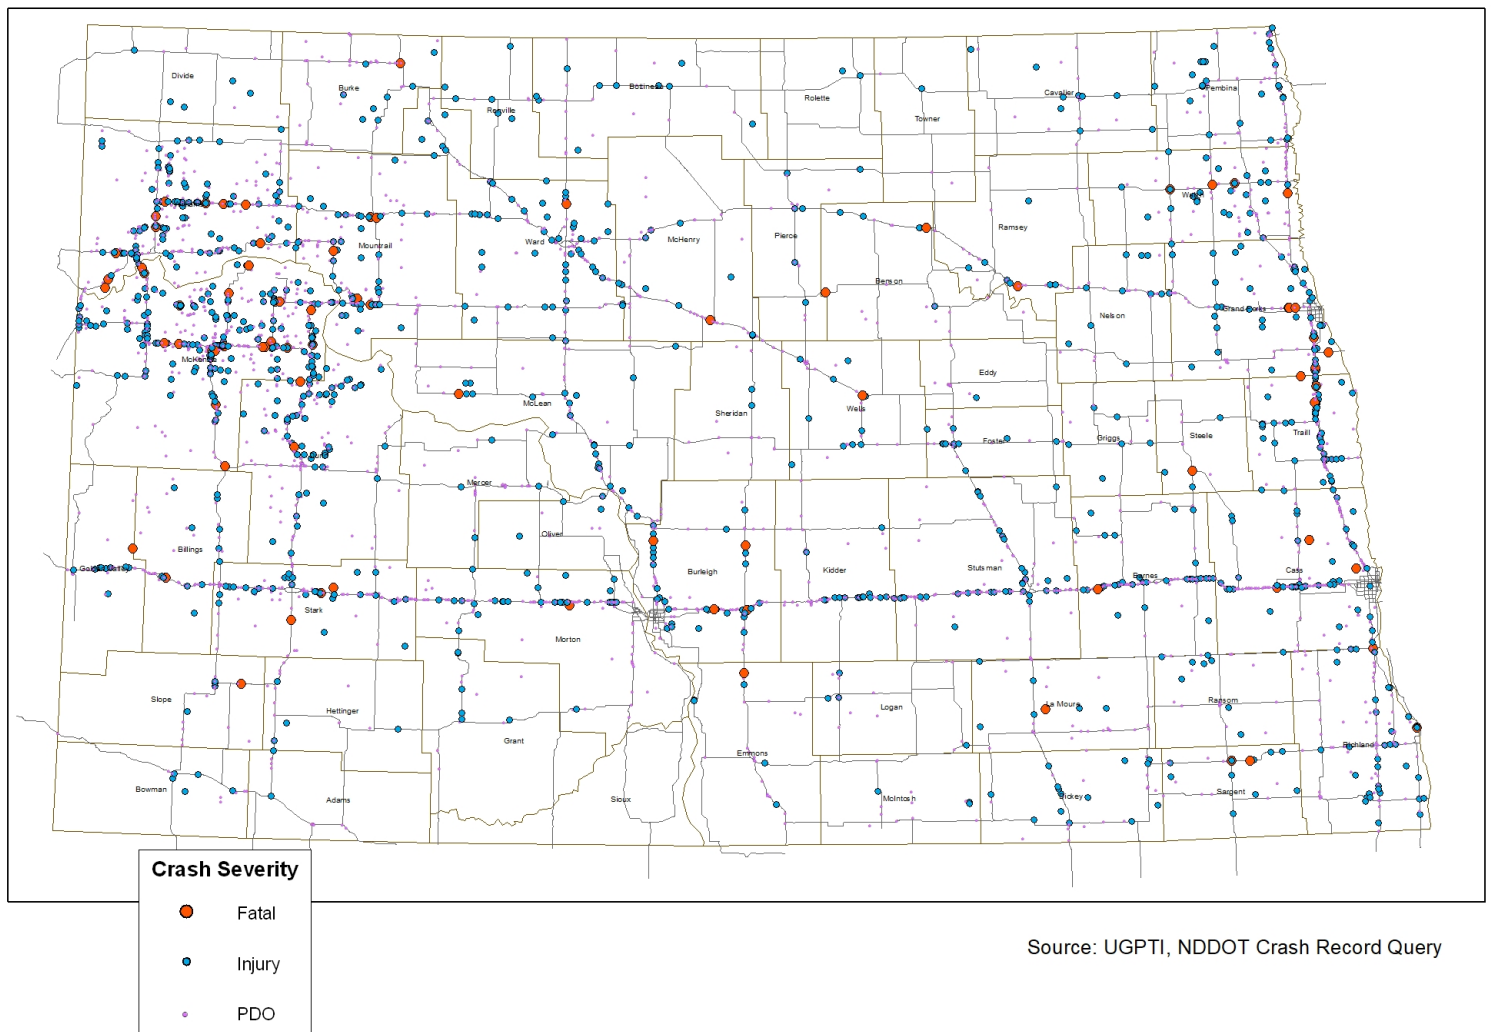 Divide
Burke
Renville
Rolette
Towner
Cavalier
Pembina
Mountrail
Ward
McHenry
Pierce
Benson
Ramsey
Nelson
Grand Forks
McLean
Sheridan
Wells
Eddy
Foster
Griggs
Steele
Traill
Mercer
Oliver
Billings
Burleigh
Kidder
Stutsman
Barnes
Cass
Stark
Morton
Slope
Hettinger
Grant
Emmons
Logan
La Moure
Ransom
Richland
Bowman
Adams
Sioux
McIntosh
Dickey
Sargent
Crash Severity
Fatal
Injury
PDO
Source: UGPTI, NDDOT Crash Record Query